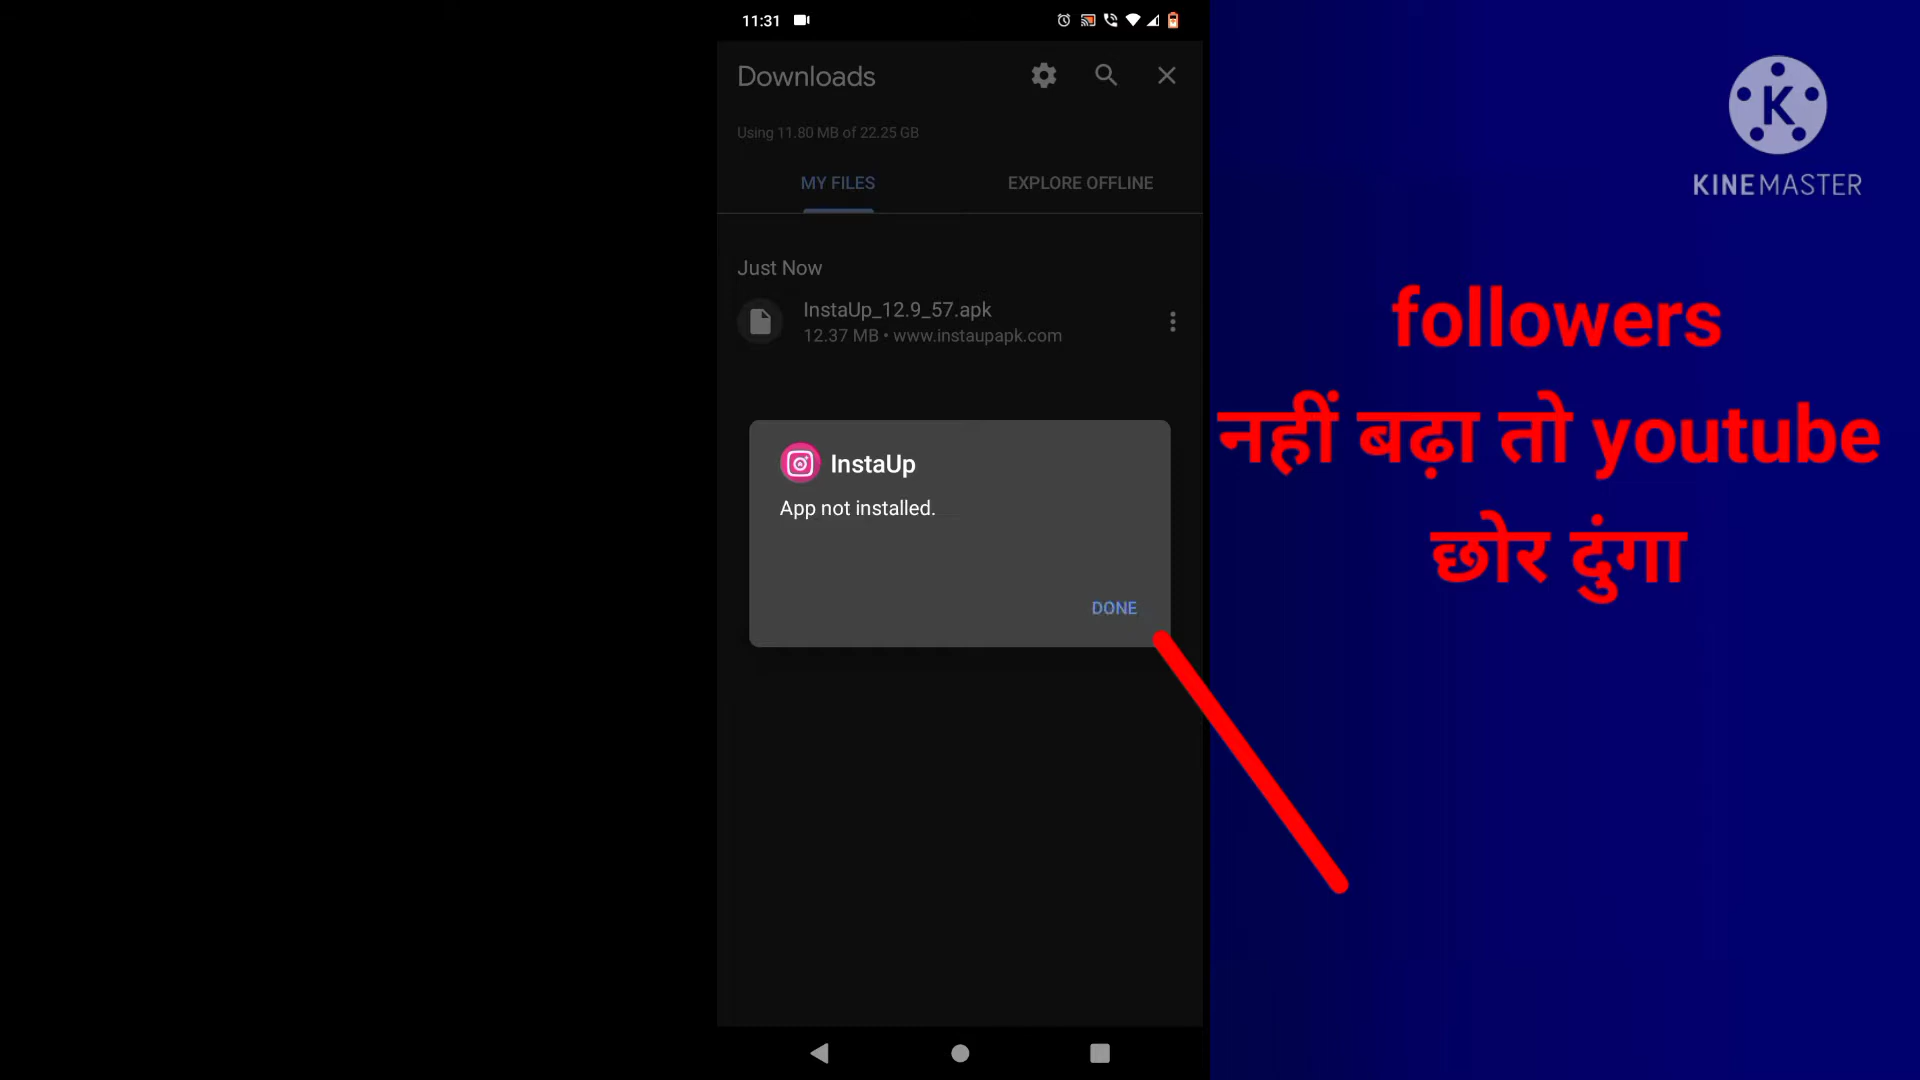 11:31
Downloads
Using 11.80 MB of 22.25 GB
MY FILES
EXPLORE OFFLINE
Just Now
InstaUp_12.9_57.apk
12.37 MB • www.instaupapk.com
InstaUp
App not installed.
DONE
K
KINEMASTER
followers
नहीं बढ़ा तो youtube
छोर दुंगा